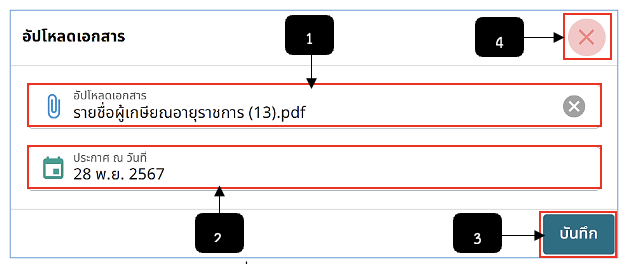 1
อัปโหลดเอกสาร
4
อัปโหลดเอกสาร
รายชื่อผู้เกษียณอายุราชการ (13).pdf
ประกาศ ณ วันที่
28 พ.ย. 2567
2
3
บันทึก